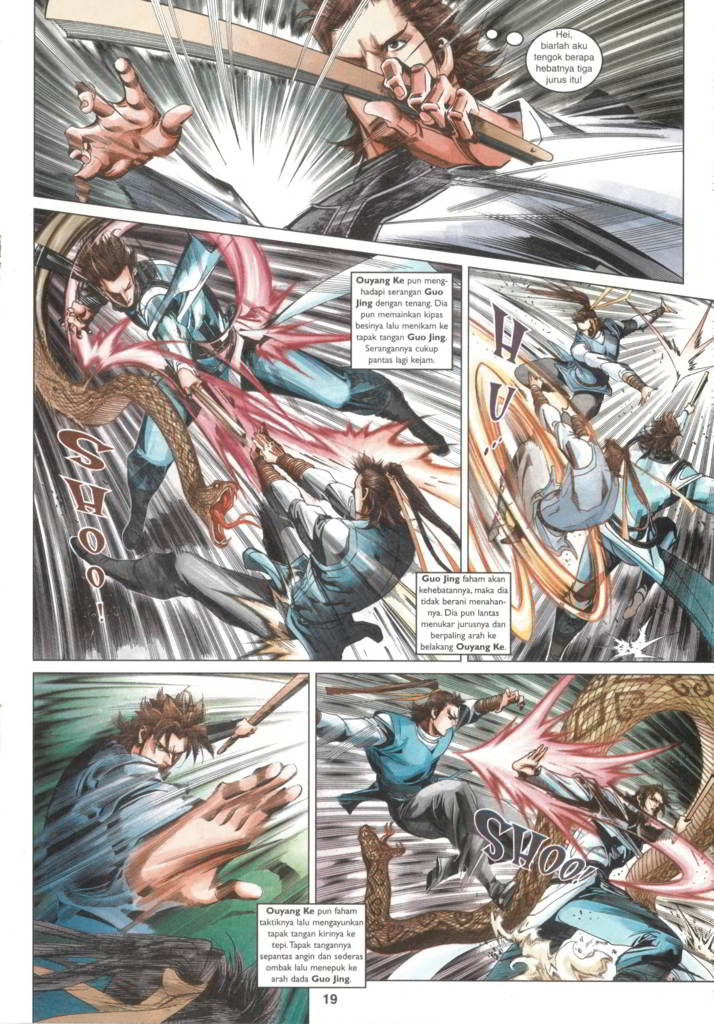 Hei,
biarlah aku
tengok berapa
hebatnya tiga
jurus itu!
Ouyang Ke pun meng-
hadapi serangan Guo
Jing dengan tenang. Dia
pun memainkan kipas
besinya lalu menikam ke
tapak tangan Guo Jing.
Serangannya cukup
pantas lagi kejam.
SHOO!
HU...
Guo Jing faham akan
kehebatannya, maka dia
tidak berani menahan-
nya. Dia pun lantas
menukar jurusnya dan
berpaling arah ke
belakang Ouyang Ke.
Ouyang Ke pun faham
taktiknya lalu mengayunkan
tapak tangan kirinya ke
tepi. Tapak tangannya
sepantas angin dan sederas
ombak lalu menepuk ke
arah dada Guo Jing.
SHOO!
19